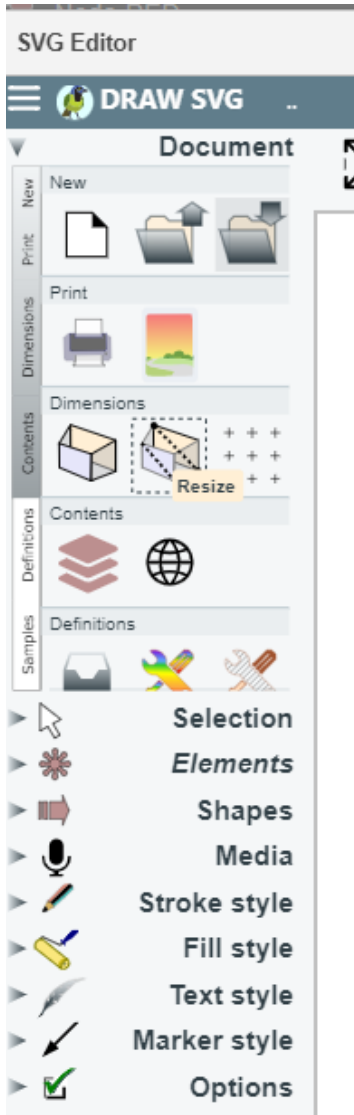 SVG Editor
DRAW SVG ..
Document
New
New
Print
Print
Dimensions
Dimensions
Resize
Contents
Contents
Definitions
Definitions
Samples
Selection
Elements
Shapes
Media
Stroke style
Fill style
Text style
Marker style
Options